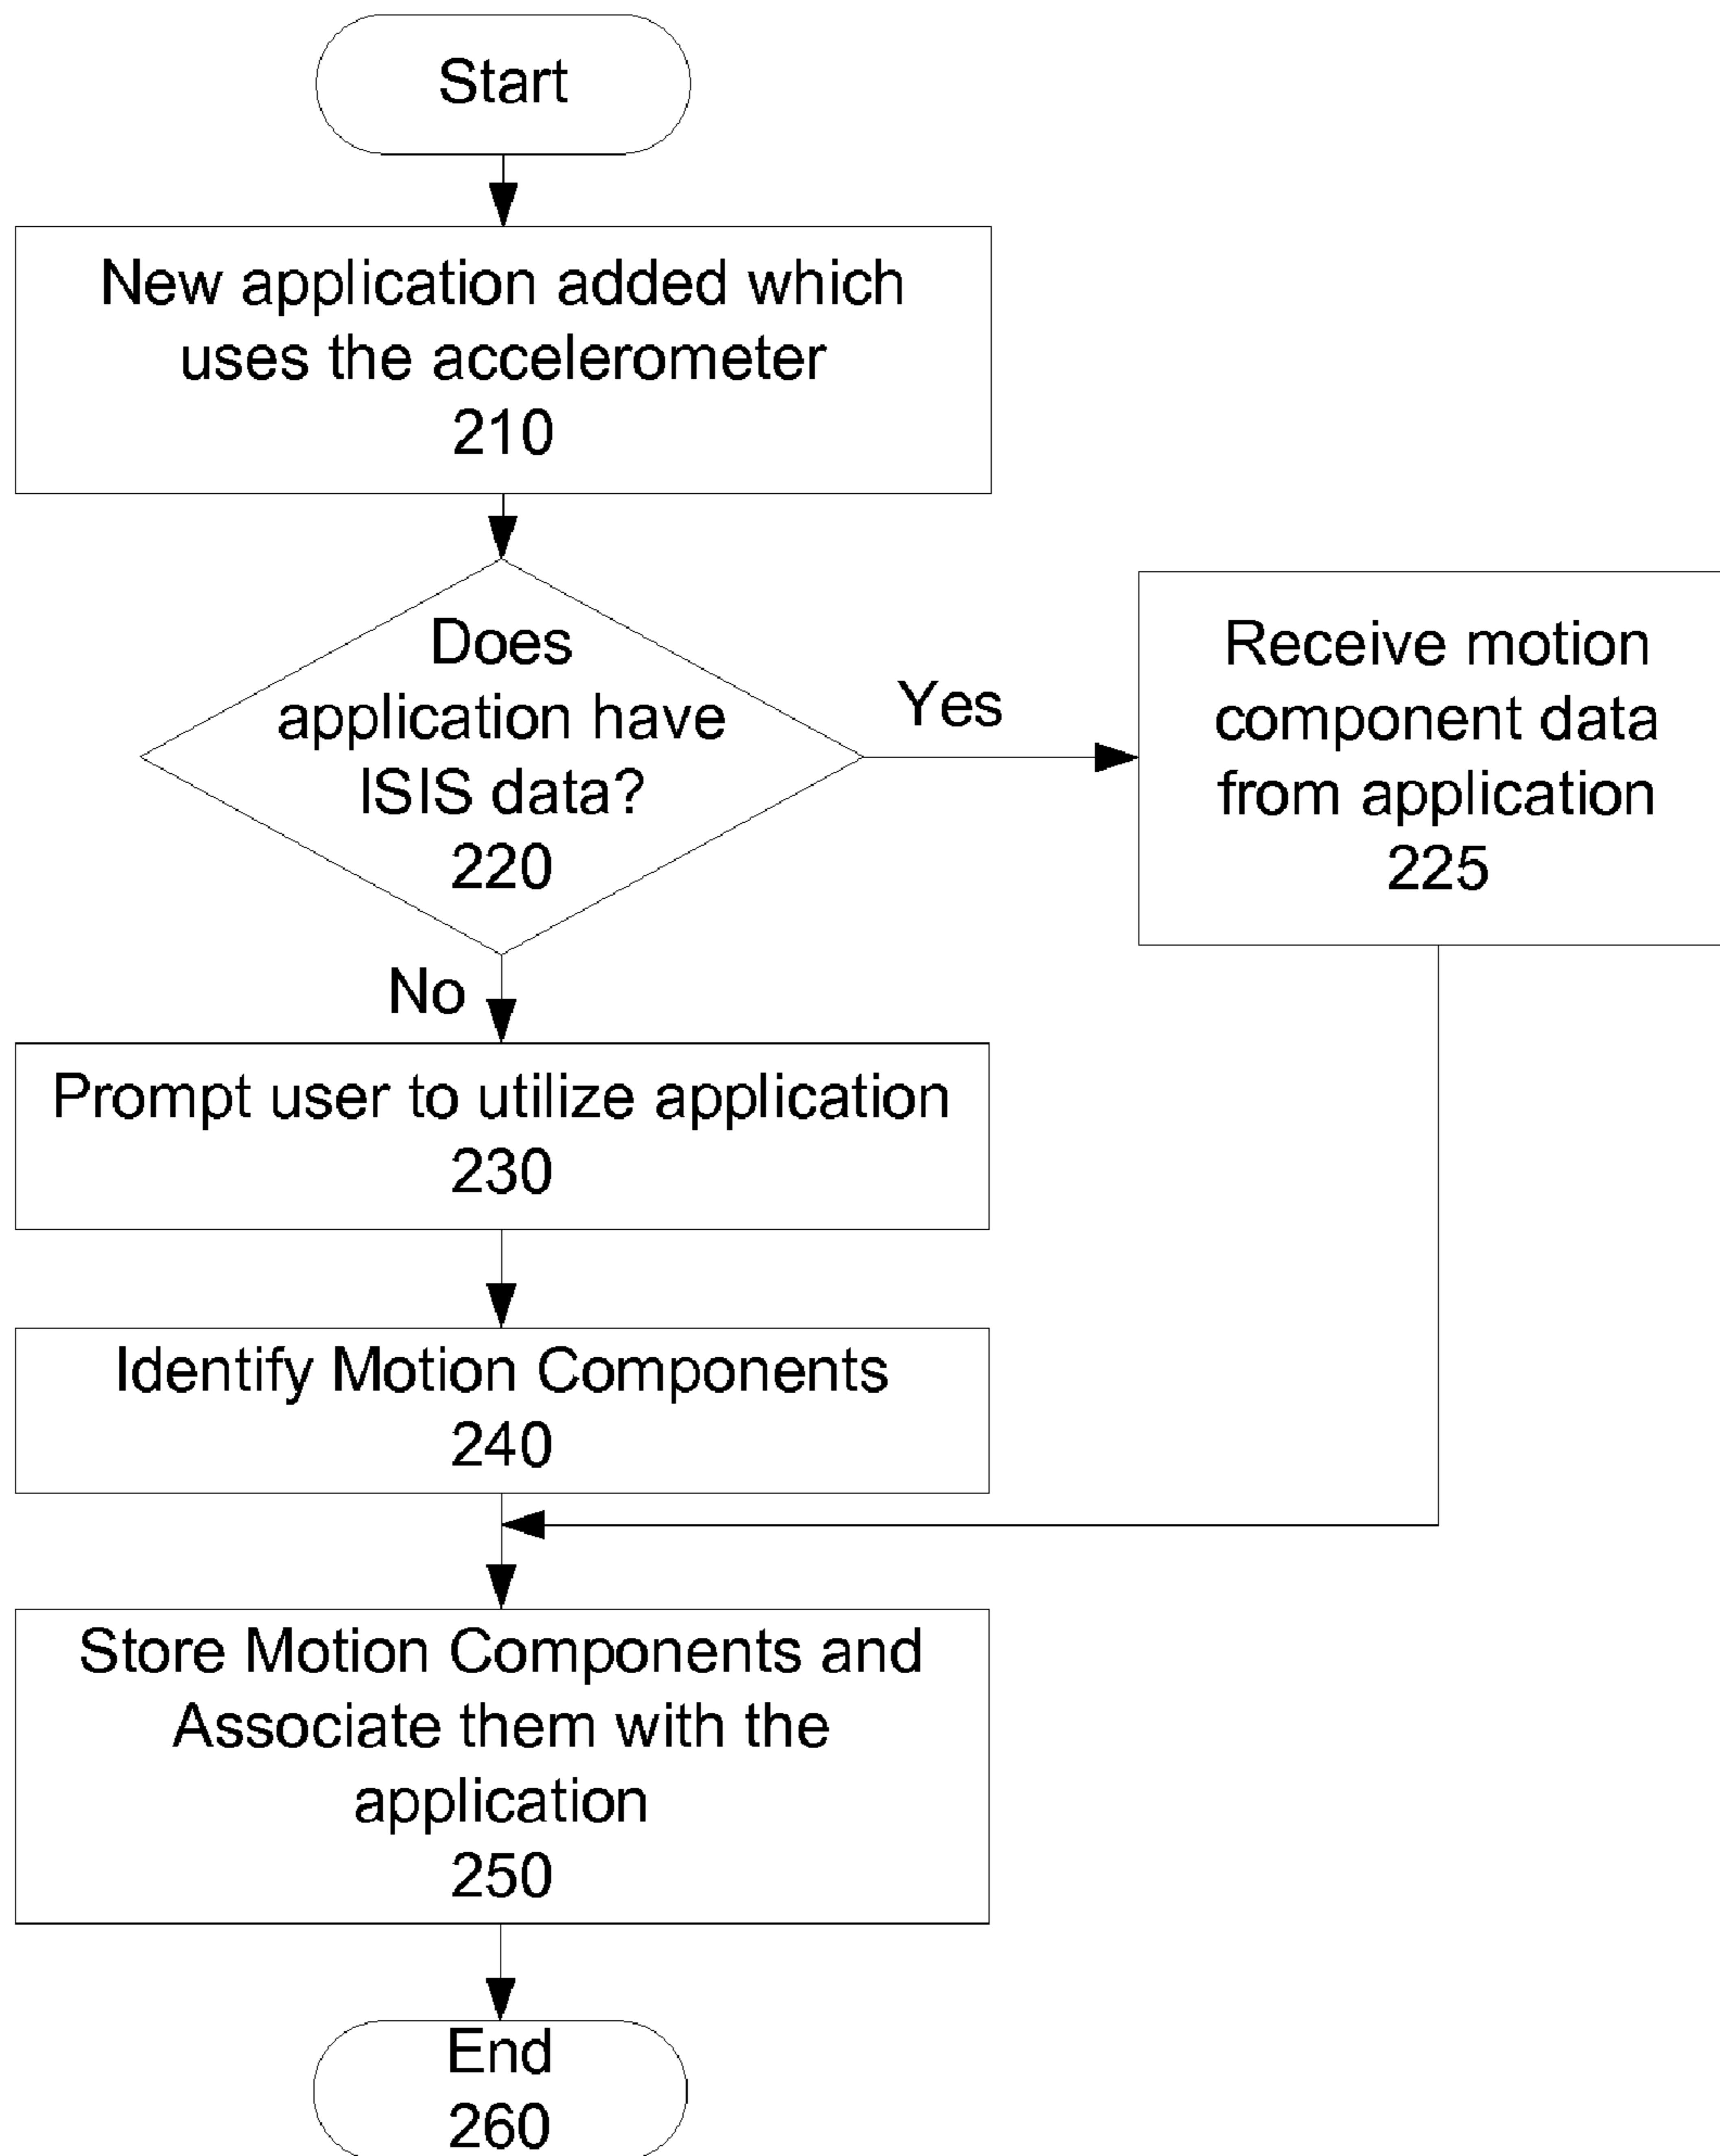 Start
New application added which
uses the accelerometer
210
Does
application have
ISIS data?
220
Yes
Receive motion
component data
from application
225
No
Prompt user to utilize application
230
Identify Motion Components
240
Store Motion Components and
Associate them with the
application
250
End
260